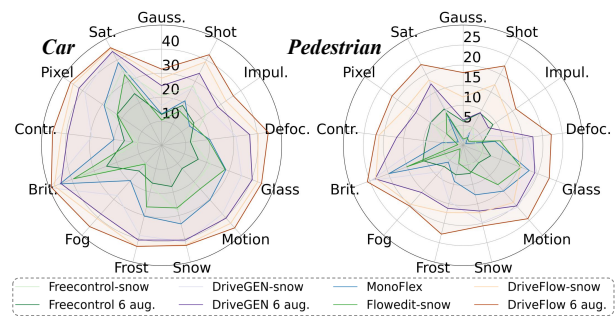 Car
Gauss.
Shot
Impul.
Defoc.
Glass
Motion
Snow
Frost
Fog
Brit.
Contr.
Pixel
Sat.
40
30
20
10
Pedestrian
Gauss.
Shot
Impul.
Defoc.
Glass
Motion
Snow
Frost
Fog
Brit.
Contr.
Pixel
Sat.
25
20
15
10
5
Freecontrol-snow DriveGEN-snow MonoFlex DriveFlow-snow
Freecontrol 6 aug. DriveGEN 6 aug. Flowedit-snow DriveFlow 6 aug.